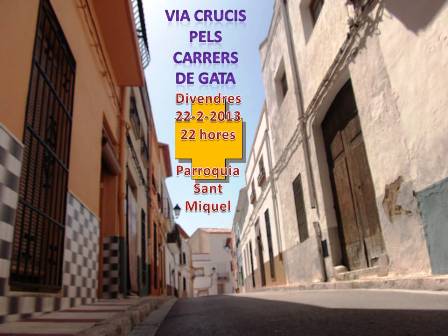 VIA CRUCIS
PELS
CARRERS
DE GATA
Divendres
22-2-2013
22 hores
Parroquia
Sant
Miquel